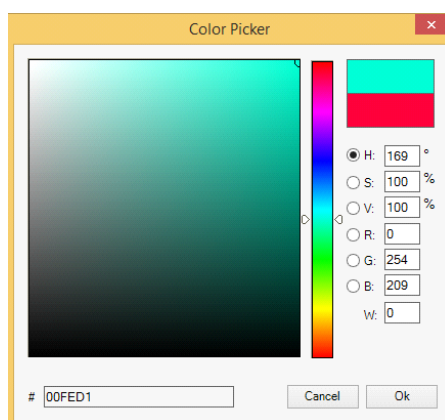 Color Picker
H: 169 °
S: 100 %
V: 100 %
R: 0
G: 254
B: 209
W: 0
# 00FED1
Cancel
Ok